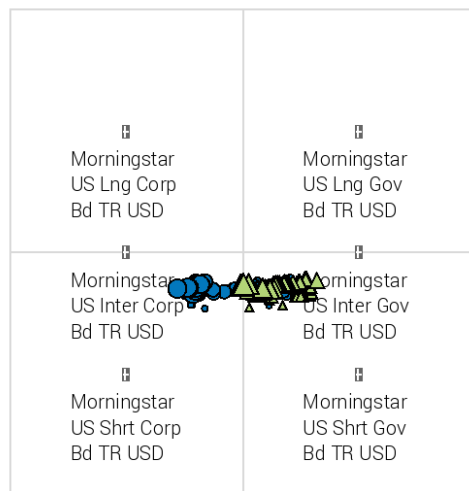 Morningstar
US Lng Corp
Bd TR USD
Morningstar
US Lng Gov
Bd TR USD
Morningstar
US Inter Corp
Bd TR USD
Morningstar
US Inter Gov
Bd TR USD
Morningstar
US Shrt Corp
Bd TR USD
Morningstar
US Shrt Gov
Bd TR USD